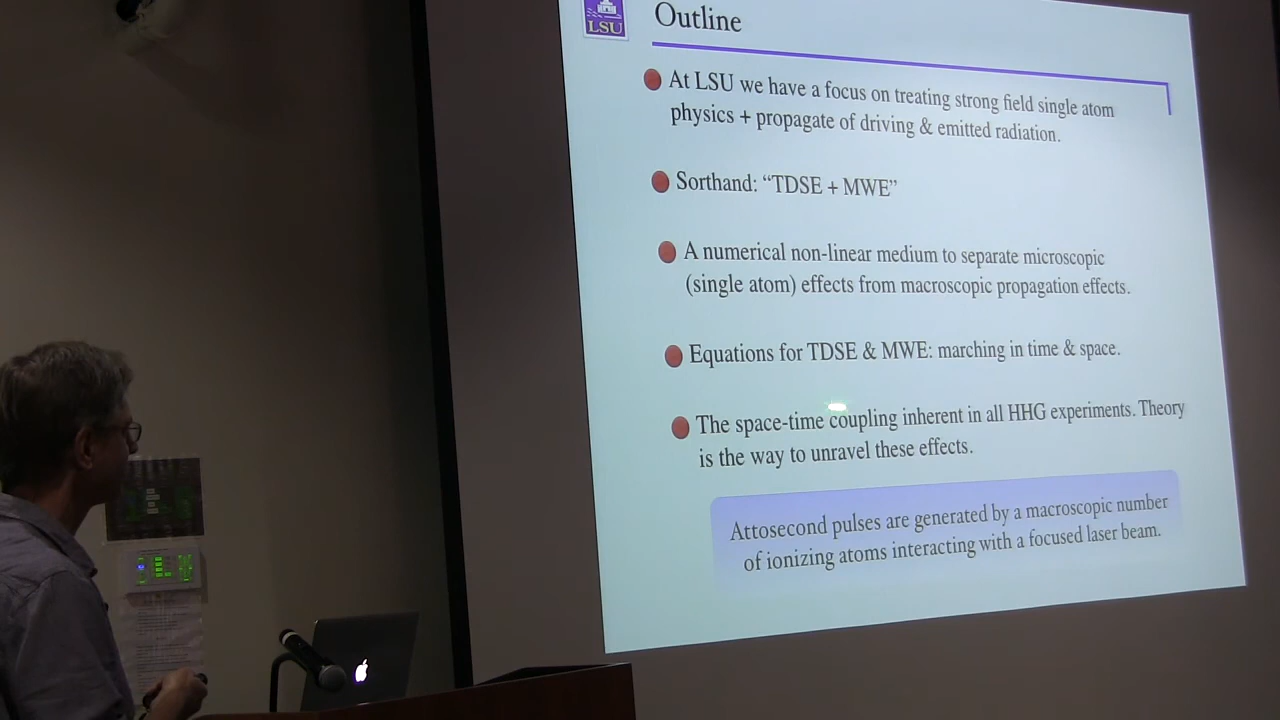 LSU
Outline
At LSU we have a focus on treating strong field single atom
physics + propagate of driving & emitted radiation.
Sorthand: “TDSE + MWE”
A numerical non-linear medium to separate microscopic
(single atom) effects from macroscopic propagation effects.
Equations for TDSE & MWE: marching in time & space.
The space-time coupling inherent in all HHG experiments. Theory
is the way to unravel these effects.
Attosecond pulses are generated by a macroscopic number
of ionizing atoms interacting with a focused laser beam.